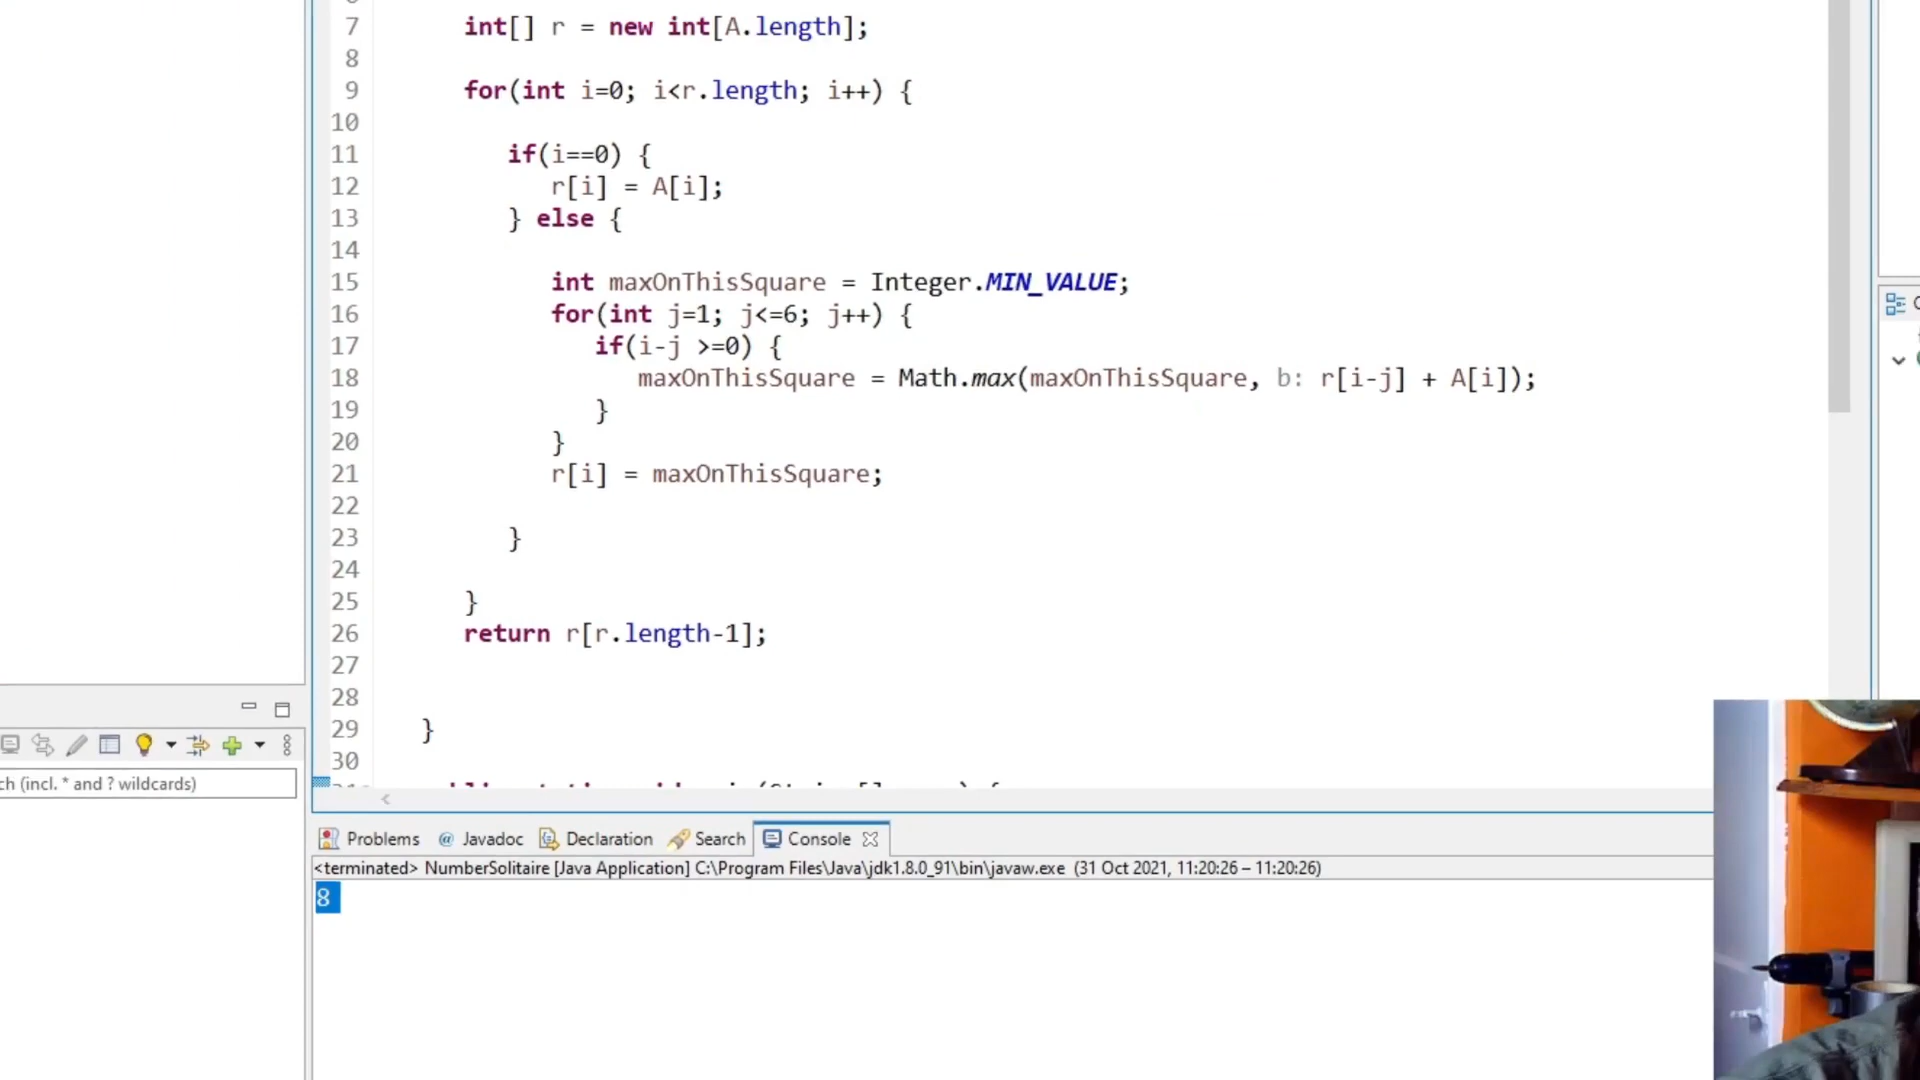 7 int[] r = new int[A.length];
8
9 for(int i=0; i<r.length; i++) {
10
11 if(i==0) {
12 r[i] = A[i];
13 } else {
14
15 int maxOnThisSquare = Integer.MIN_VALUE;
16 for(int j=1; j<=6; j++) {
17 if(i-j >=0) {
18 maxOnThisSquare = Math.max(maxOnThisSquare, b: r[i-j] + A[i]);
19 }
20 }
21 r[i] = maxOnThisSquare;
22
23 }
24
25 }
26 return r[r.length-1];
27
28
29 }
30
ch (incl. * and ? wildcards)
Problems @ Javadoc Declaration Search Console
<terminated> NumberSolitaire [Java Application] C:\Program Files\Java\jdk1.8.0_91\bin\javaw.exe (31 Oct 2021, 11:20:26 – 11:20:26)
8